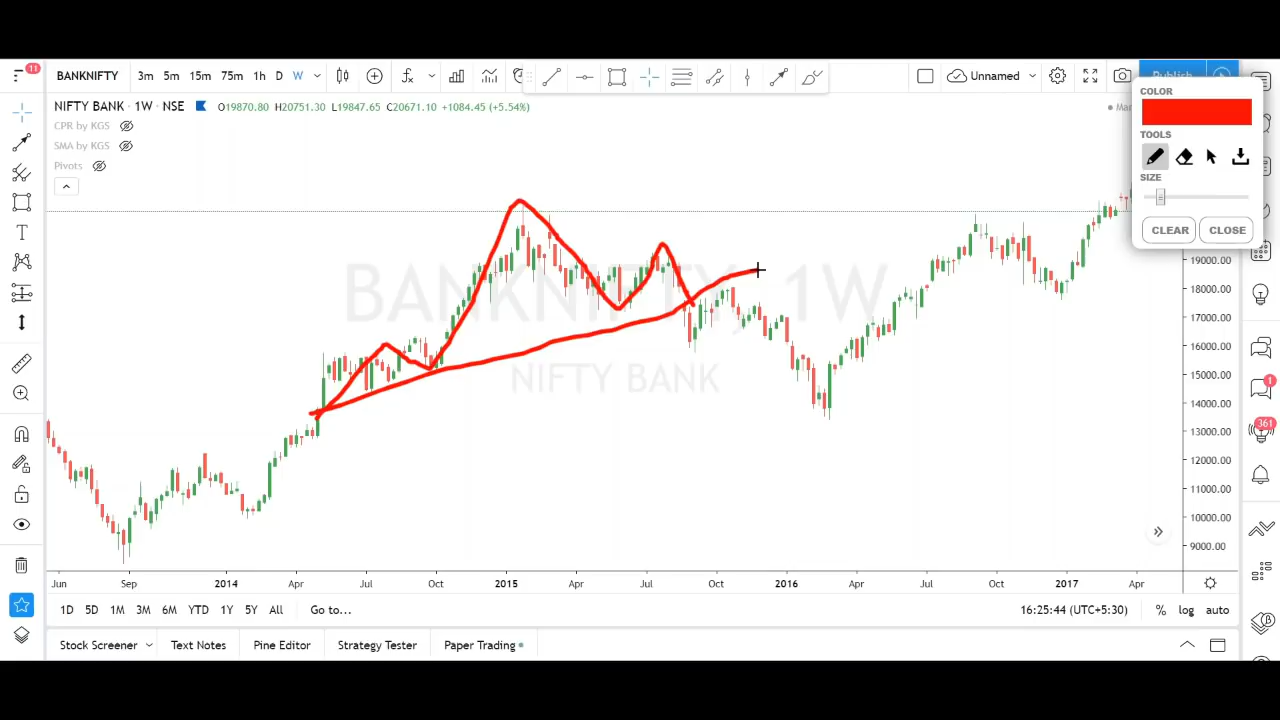 11
BANKNIFTY 3m 5m 15m 75m 1h D W Unnamed Publish
COLOR
NIFTY BANK · 1W · NSE O19870.80 H20751.30 L19847.65 C20671.10 +1084.45 (+5.54%)
CPR by KGS
TOOLS
SMA by KGS
Pivots
SIZE
CLEAR CLOSE
BANKNIFTY, 1W
NIFTY BANK
19000.00
18000.00
17000.00
16000.00
15000.00
14000.00
13000.00
12000.00
11000.00
10000.00
9000.00
1
361
Jun Sep 2014 Apr Jul Oct 2015 Apr Jul Oct 2016 Apr Jul Oct 2017 Apr
1D 5D 1M 3M 6M YTD 1Y 5Y All Go to... 16:25:44 (UTC+5:30) % log auto
Stock Screener Text Notes Pine Editor Strategy Tester Paper Trading